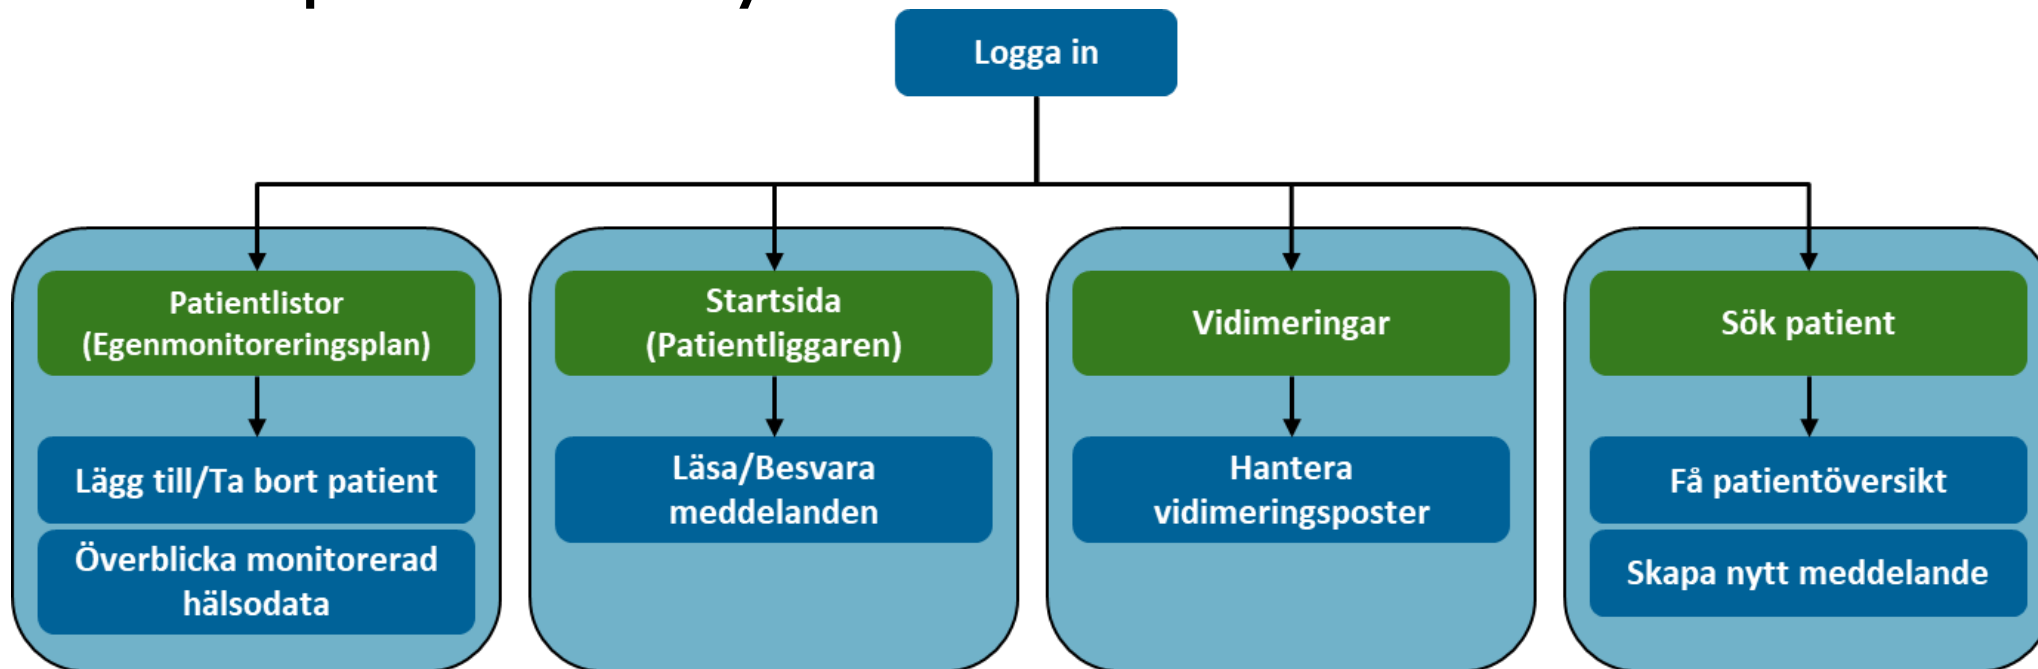 Logga in
Patientlistor
(Egenmonitoreringsplan)
Lägg till/Ta bort patient
Överblicka monitorerad
hälsodata
Startsida
(Patientliggaren)
Läsa/Besvara
meddelanden
Vidimeringar
Hantera
vidimeringsposter
Sök patient
Få patientöversikt
Skapa nytt meddelande